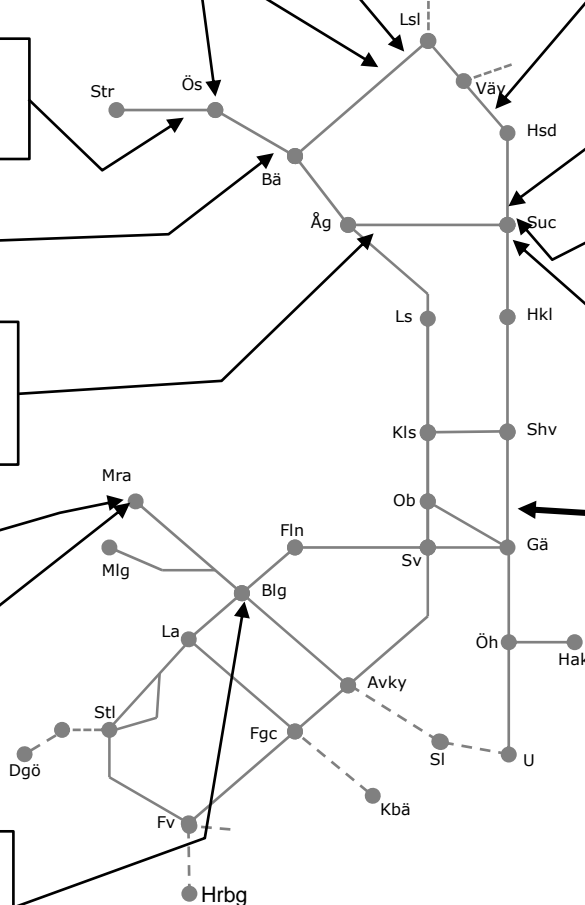 Lsl
Väy
Str
Ös
Hsd
Bä
Åg
Suc
Ls
Hkl
Kls
Shv
Mra
Ob
Fln
Gä
Sv
Mlg
Blg
La
Öh
Hak
Avky
Stl
Fgc
Sl
U
Dgö
Kbä
Fv
Hrbg